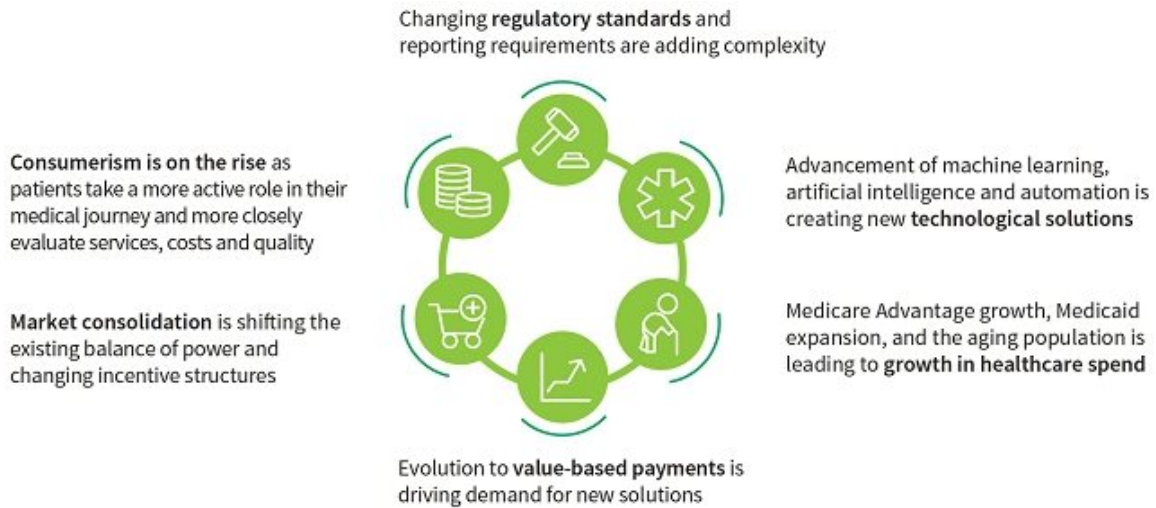 Changing regulatory standards and
reporting requirements are adding complexity
Consumerism is on the rise as
patients take a more active role in their
medical journey and more closely
evaluate services, costs and quality
Advancement of machine learning,
artificial intelligence and automation is
creating new technological solutions
Market consolidation is shifting the
existing balance of power and
changing incentive structures
Medicare Advantage growth, Medicaid
expansion, and the aging population is
leading to growth in healthcare spend
Evolution to value-based payments is
driving demand for new solutions